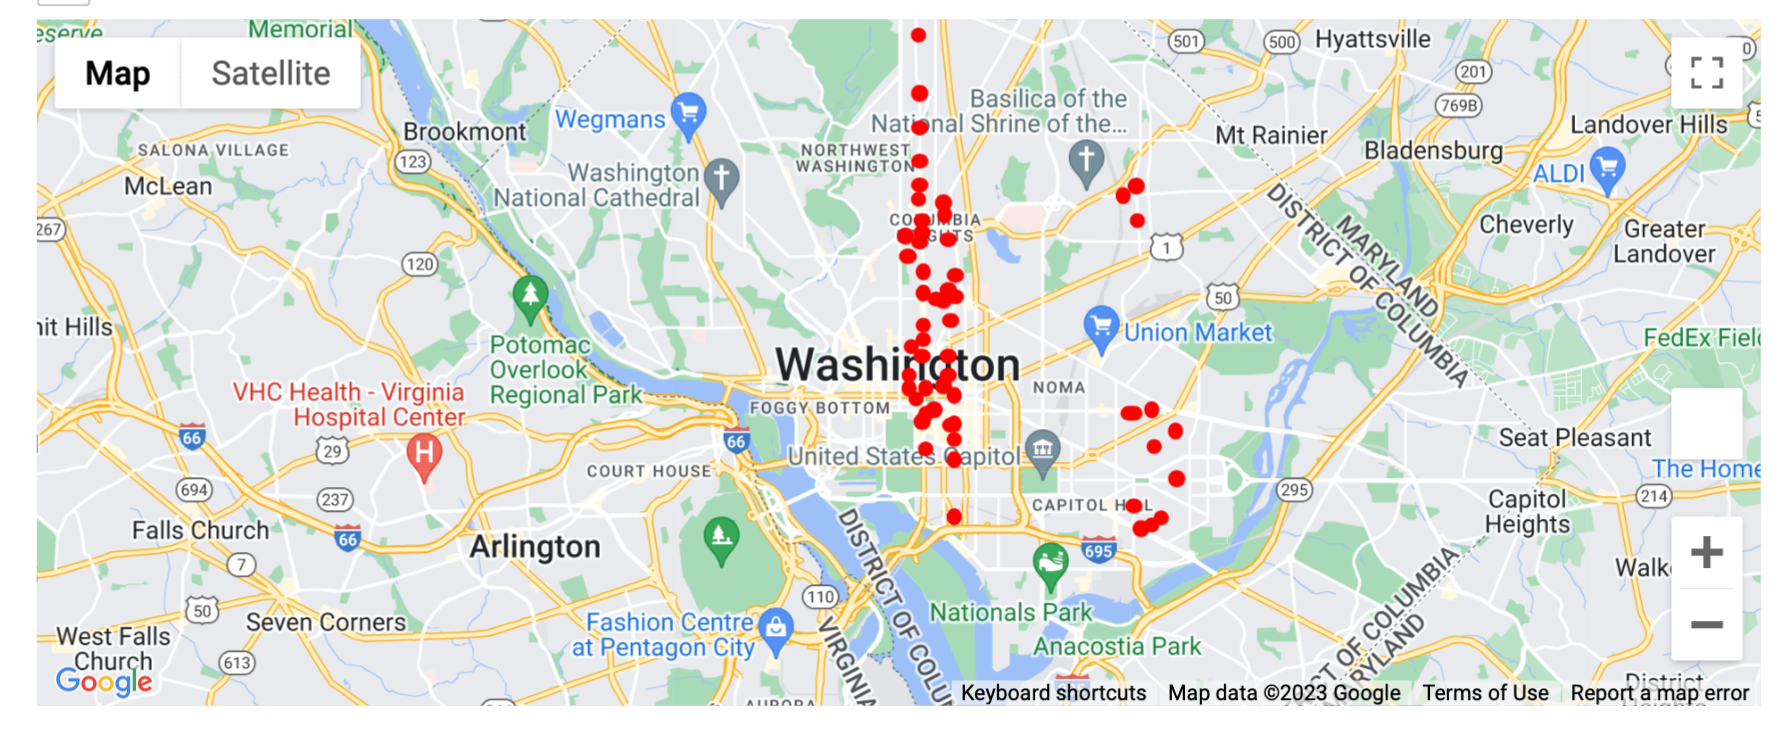 eserve
Memorial
Map
Satellite
501
500
Hyattsville
201
Wegmans
Basilica of the
National Shrine of the...
769B
Brookmont
Mt Rainier
Landover Hills
SALONA VILLAGE
123
NORTHWEST
WASHINGTON
Bladensburg
ALDI
McLean
Washington
National Cathedral
267
Cheverly
Greater
Landover
1
120
MARYLAND
DISTRICT OF COLUMBIA
50
nit Hills
Union Market
FedEx Field
Potomac
Overlook
Regional Park
Washington
VHC Health - Virginia
Hospital Center
NOMA
FOGGY BOTTOM
66
66
29
United States Capitol
Seat Pleasant
COURT HOUSE
The Home
694
237
295
Capitol
Heights
214
CAPITOL HILL
Falls Church
66
Arlington
695
7
Walk
110
50
Seven Corners
Fashion Centre
at Pentagon City
Nationals Park
Anacostia Park
West Falls
Church
613
VIRGINIA
DISTRICT OF COLUM
CT OF COLUMBIA
RYLAND
Google
AURORA
District
Heights
Keyboard shortcuts
Map data ©2023 Google
Terms of Use
Report a map error